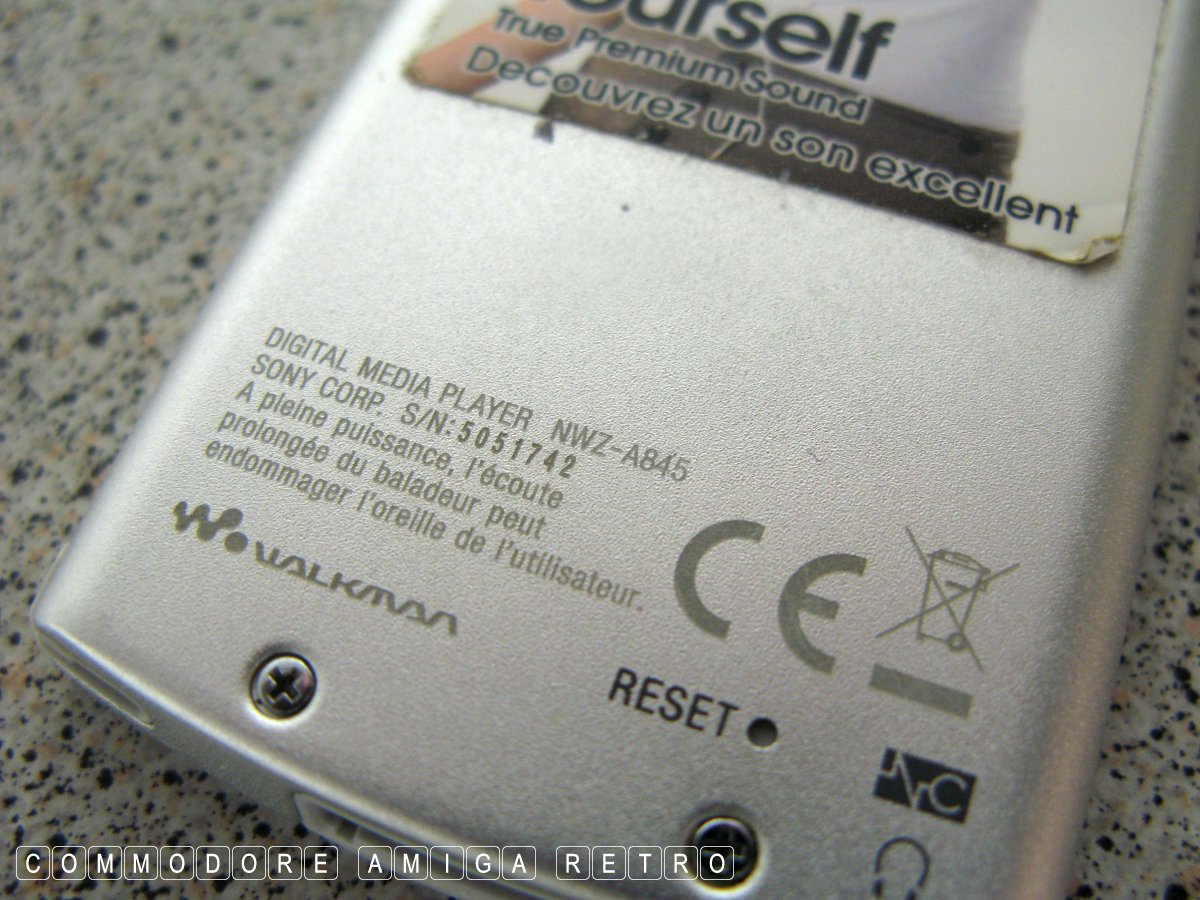 ourself
True Premium Sound
Decouvrez un son excellent
DIGITAL MEDIA PLAYER NWZ-A845
SONY CORP. S/N: 5051742
A pleine puissance, l'écoute
prolongée du baladeur peut
endommager l'oreille de l'utilisateur.
WALKMAN
CE
RESET
NC
COMMODORE AMIGA RETRO